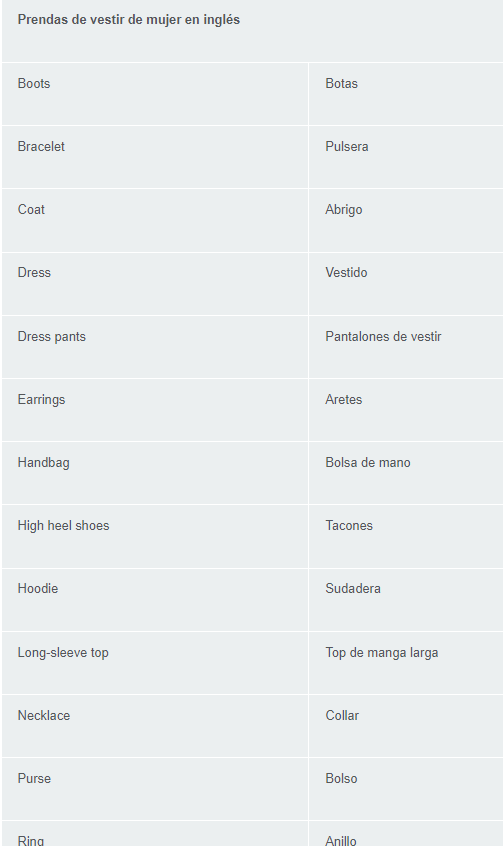 Prendas de vestir de mujer en inglés
Boots Botas
Bracelet Pulsera
Coat Abrigo
Dress Vestido
Dress pants Pantalones de vestir
Earrings Aretes
Handbag Bolsa de mano
High heel shoes Tacones
Hoodie Sudadera
Long-sleeve top Top de manga larga
Necklace Collar
Purse Bolso
Ring Anillo